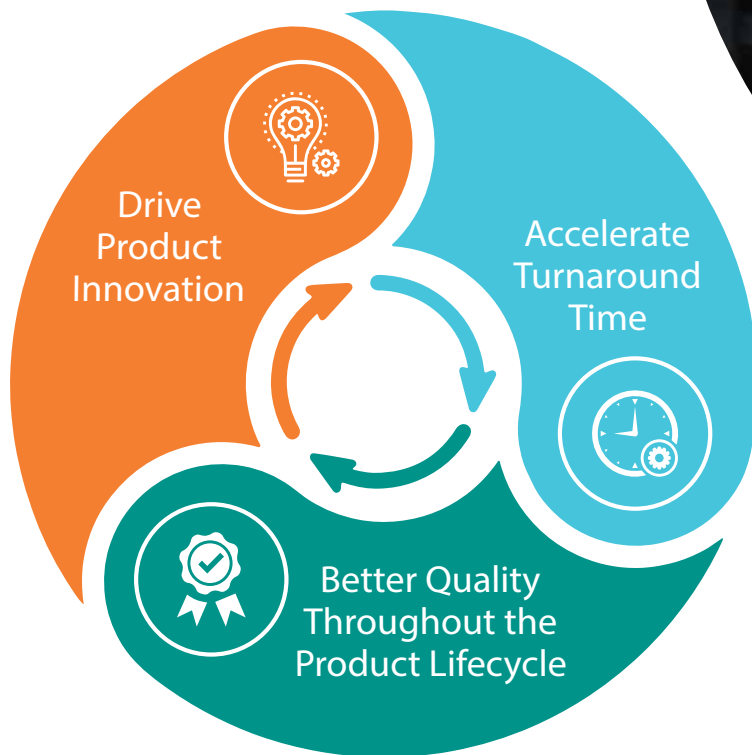 Drive
Product
Innovation
Accelerate
Turnaround
Time
Better Quality
Throughout the
Product Lifecycle